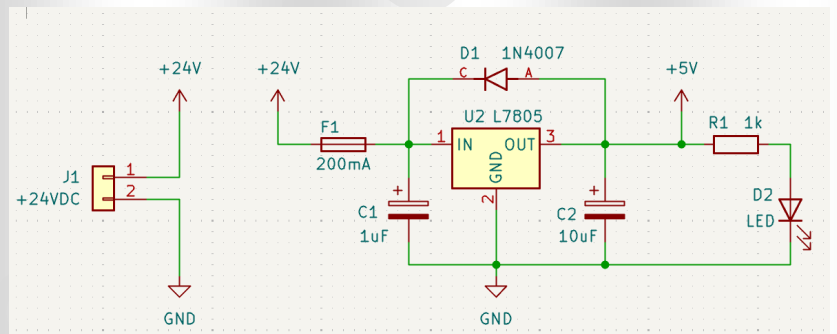 D1 1N4007
+24V
+24V
C
A
+5V
F1
U2 L7805
R1 1k
1
IN
OUT
3
200mA
GND
J1
1
+24VDC
2
2
+
+
C1
C2
D2
LED
1uF
10uF
GND
GND